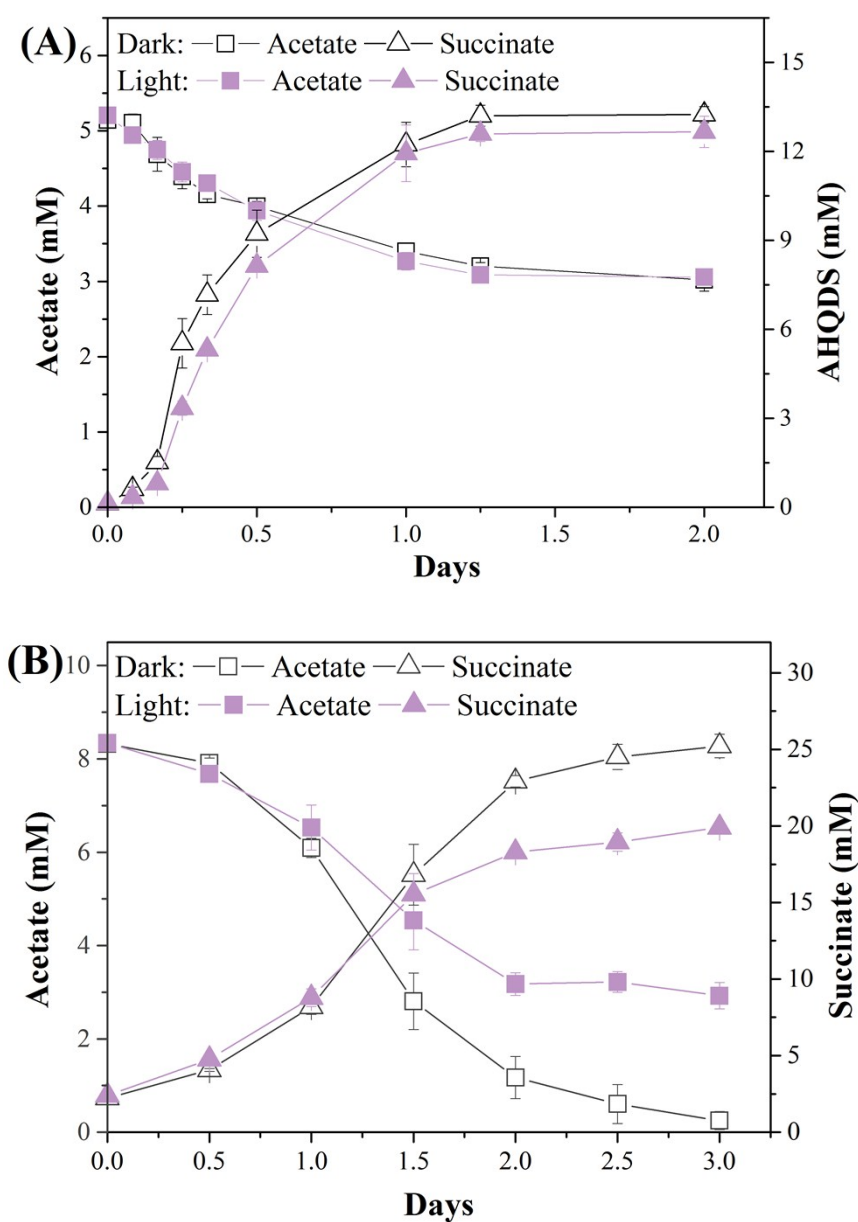 (A)
Dark: Acetate Succinate
Light: Acetate Succinate
6
5
4
3
2
1
0
Acetate (mM)
15
12
9
6
3
0
AHQDS (mM)
0.0 0.5 1.0 1.5 2.0
Days
(B)
Dark: Acetate Succinate
Light: Acetate Succinate
10
8
6
4
2
0
Acetate (mM)
30
25
20
15
10
5
0
Succinate (mM)
0.0 0.5 1.0 1.5 2.0 2.5 3.0
Days